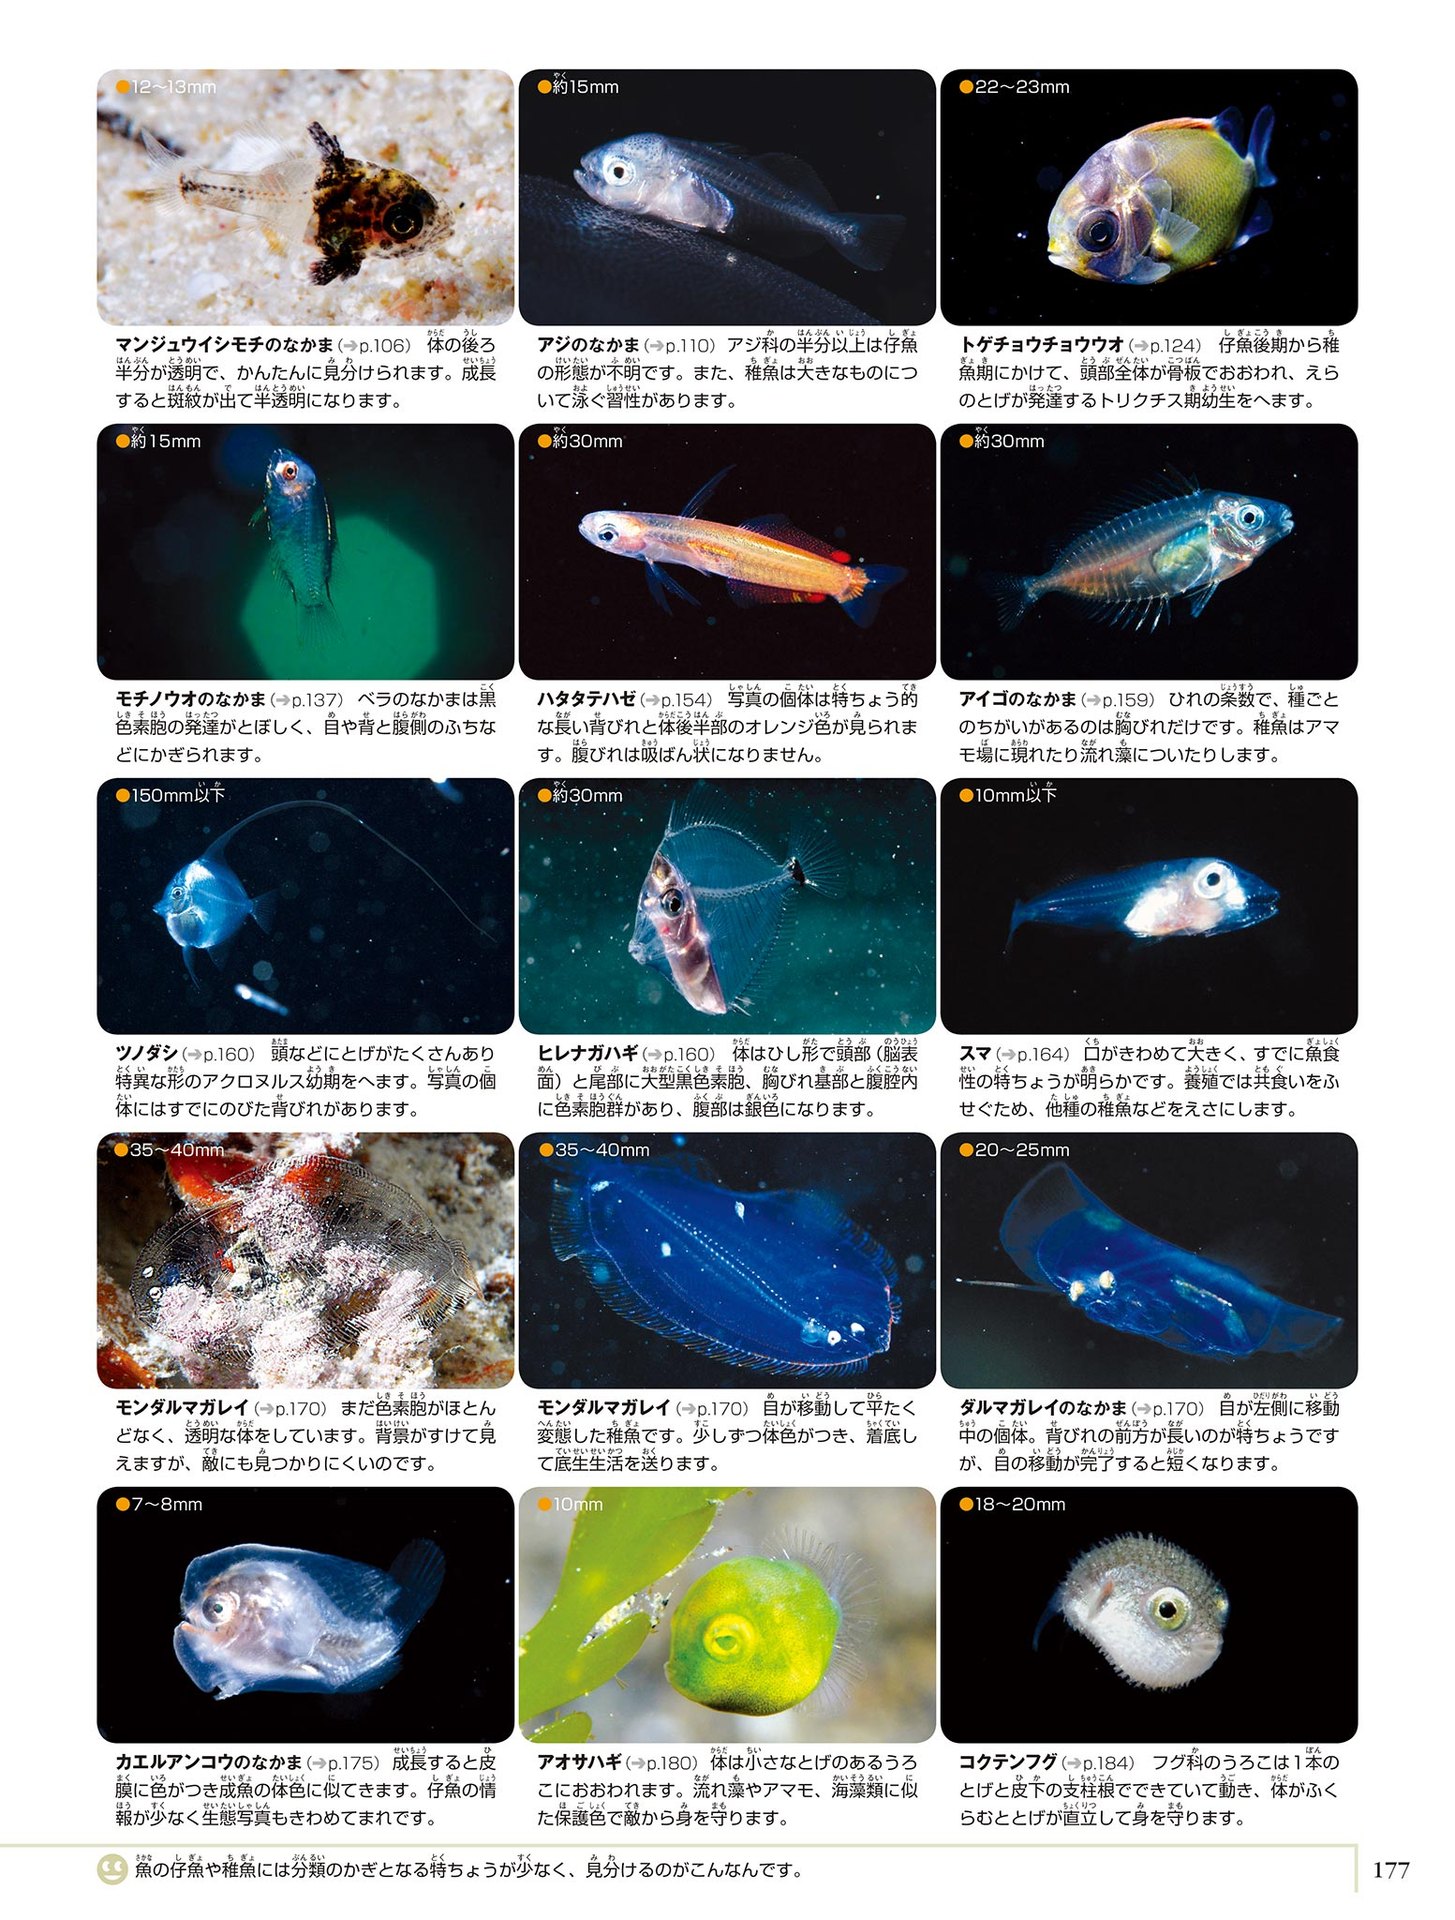 ●12〜13mm
マンジュウイシモチのなかま(➔p.106) 体の後ろ
半分が透明で、かんたんに見分けられます。成長
すると斑紋が出て半透明になります。
●約15mm
アジのなかま(➔p.110) アジ科の半分以上は仔魚
の形態が不明です。また、稚魚は大きなものにつ
いて泳ぐ習性があります。
●22〜23mm
トゲチョウチョウウオ(➔p.124) 仔魚後期から稚
魚期にかけて、頭部全体が骨板でおおわれ、えら
のとげが発達するトリクチス期幼生をへます。
●約15mm
モチノウオのなかま(➔p.137) ベラのなかまは黒
色素胞の発達がとぼしく、目や背と腹側のふちな
どにかぎられます。
●約30mm
ハタタテハゼ(➔p.154) 写真の個体は特ちょう的
な長い背びれと体後半部のオレンジ色が見られま
す。腹びれは吸ばん状になりません。
●約30mm
アイゴのなかま(➔p.159) ひれの条数で、種ごと
のちがいがあるのは胸びれだけです。稚魚はアマ
モ場に現れたり流れ藻についたりします。
●150mm以下
ツノダシ(➔p.160) 頭などにとげがたくさんあり
特異な形のアクロヌルス幼期をへます。写真の個
体にはすでにのびた背びれがあります。
●約30mm
ヒレナガハギ(➔p.160) 体はひし形で頭部(脳表
面)と尾部に大型黒色素胞、胸びれ基部と腹腔内
に色素胞群があり、腹部は銀色になります。
●10mm以下
スマ(➔p.164) 口がきわめて大きく、すでに魚食
性の特ちょうが明らかです。養殖では共食いをふ
せぐため、他種の稚魚などをえさにします。
●35〜40mm
モンダルマガレイ(➔p.170) まだ色素胞がほとん
どなく、透明な体をしています。背景がすけて見
えますが、敵にも見つかりにくいのです。
●35〜40mm
モンダルマガレイ(➔p.170) 目が移動して平たく
変態した稚魚です。少しずつ体色がつき、着底し
て底生生活を送ります。
●20〜25mm
ダルマガレイのなかま(➔p.170) 目が左側に移動
中の個体。背びれの前方が長いのが特ちょうです
が、目の移動が完了すると短くなります。
●7〜8mm
カエルアンコウのなかま(➔p.175) 成長すると皮
膜に色がつき成魚の体色に似てきます。仔魚の情
報が少なく生態写真もきわめてまれです。
●10mm
アオサハギ(➔p.180) 体は小さなとげのあるうろ
こにおおわれます。流れ藻やアマモ、海藻類に似
た保護色で敵から身を守ります。
●18〜20mm
コクテンフグ(➔p.184) フグ科のうろこは1本の
とげと皮下の支柱根でできていて動き、体がふく
らむととげが直立して身を守ります。
魚の仔魚や稚魚には分類のかぎとなる特ちょうが少なく、見分けるのがこんなんです。
177